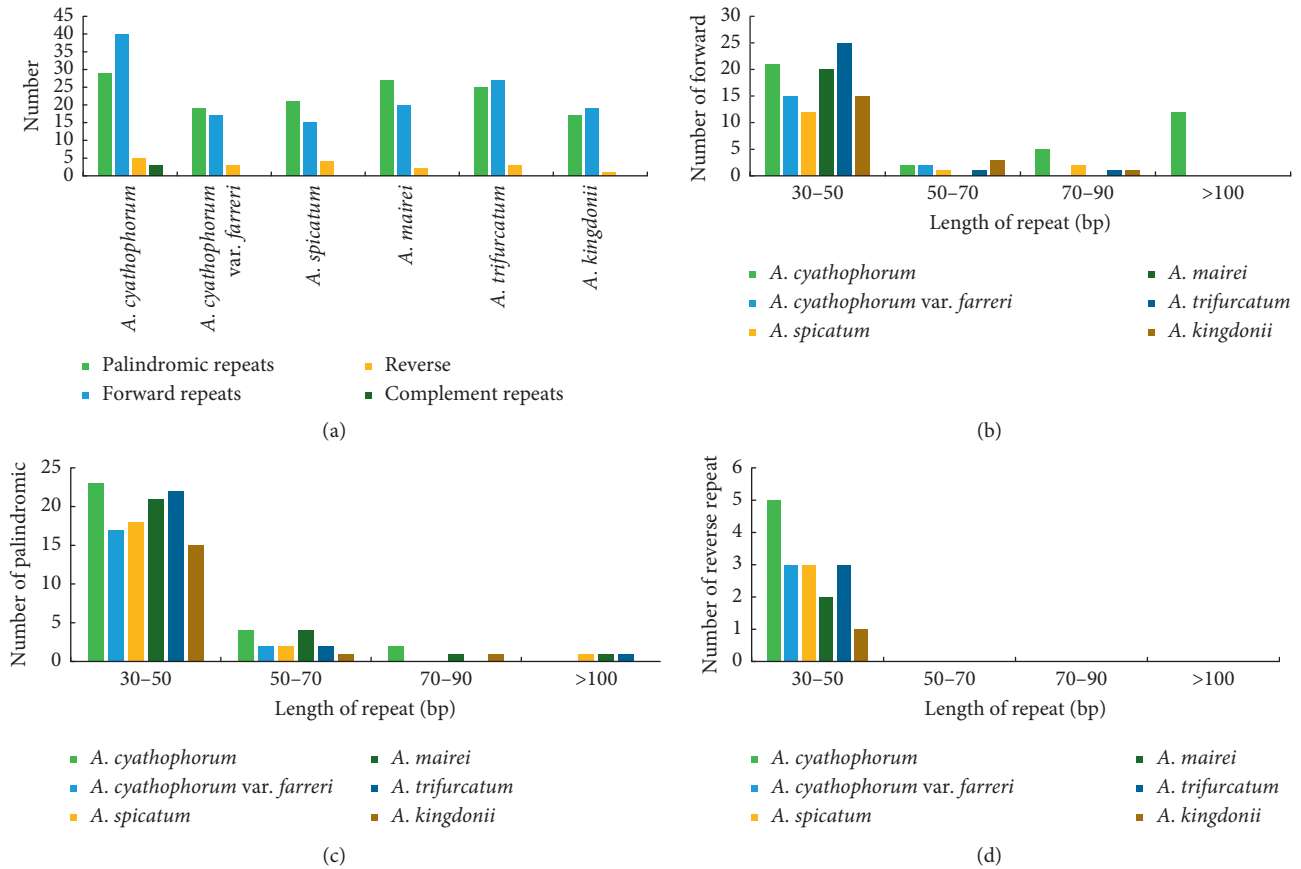 45
40
35
30
25
20
15
10
5
0
Number
A. cyathophorum
A. cyathophorum
var. farreri
A. spicatum
A. mairei
A. trifurcatum
A. kingdonii
Palindromic repeats
Forward repeats
Reverse
Complement repeats
(a)
30
25
20
15
10
5
0
Number of forward
30–50 50–70 70–90 >100
Length of repeat (bp)
A. cyathophorum
A. cyathophorum var. farreri
A. spicatum
A. mairei
A. trifurcatum
A. kingdonii
(b)
25
20
15
10
5
0
Number of palindromic
30–50 50–70 70–90 >100
Length of repeat (bp)
A. cyathophorum
A. cyathophorum var. farreri
A. spicatum
A. mairei
A. trifurcatum
A. kingdonii
(c)
6
5
4
3
2
1
0
Number of reverse repeat
30–50 50–70 70–90 >100
Length of repeat (bp)
A. cyathophorum
A. cyathophorum var. farreri
A. spicatum
A. mairei
A. trifurcatum
A. kingdonii
(d)